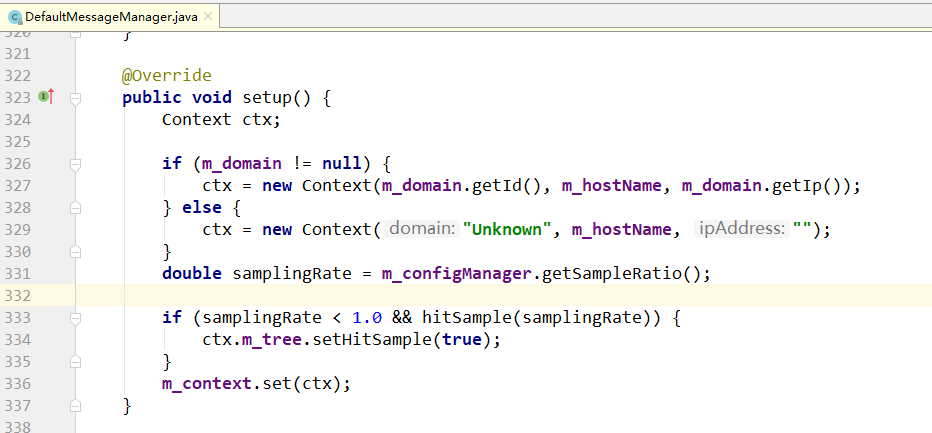 DefaultMessageManager.java
320 }
321
322 @Override
323 public void setup() {
324 Context ctx;
325
326 if (m_domain != null) {
327 ctx = new Context(m_domain.getId(), m_hostName, m_domain.getIp());
328 } else {
329 ctx = new Context( domain: "Unknown", m_hostName, ipAddress: "");
330 }
331 double samplingRate = m_configManager.getSampleRatio();
332
333 if (samplingRate < 1.0 && hitSample(samplingRate)) {
334 ctx.m_tree.setHitSample(true);
335 }
336 m_context.set(ctx);
337 }
338